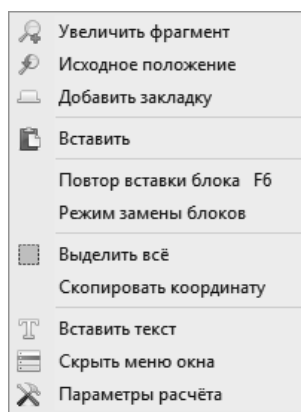 Увеличить фрагмент
Исходное положение
Добавить закладку
Вставить
Повтор вставки блока F6
Режим замены блоков
Выделить всё
Скопировать координату
Вставить текст
Скрыть меню окна
Параметры расчёта